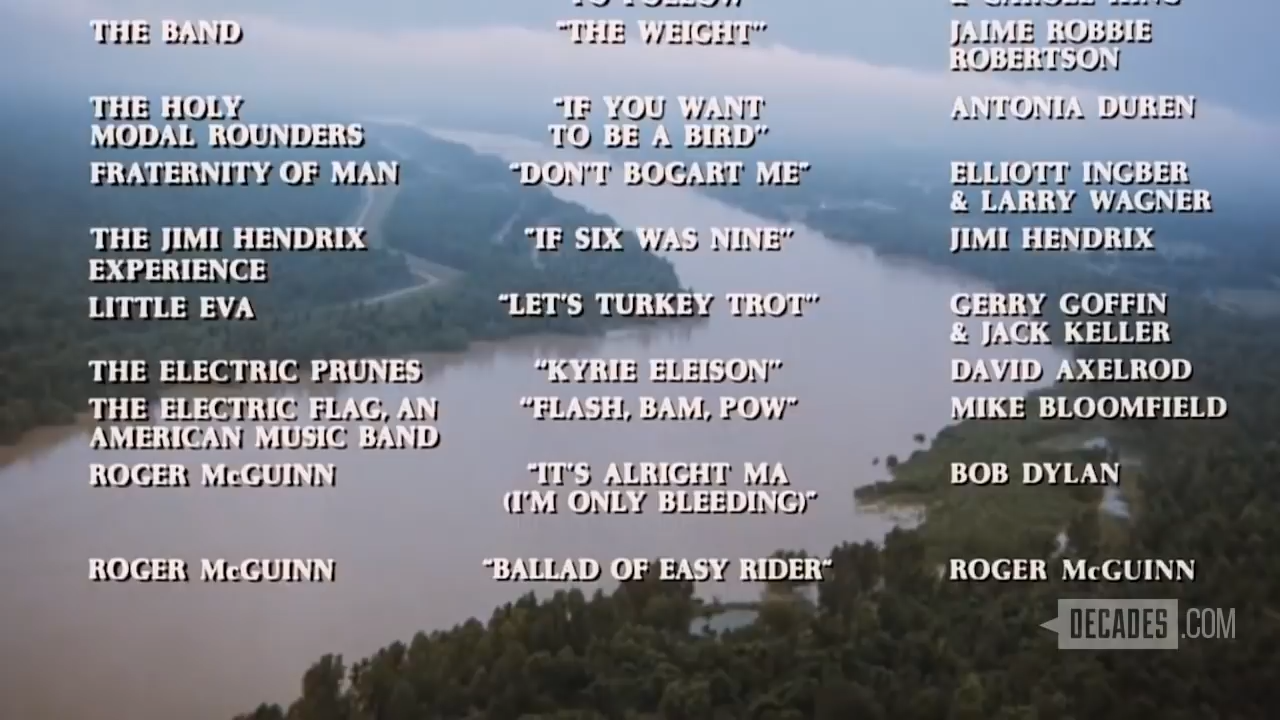 TO FOLLOW
& CAROLE KING
THE BAND "THE WEIGHT" JAIME ROBBIE
ROBERTSON
THE HOLY "IF YOU WANT ANTONIA DUREN
MODAL ROUNDERS TO BE A BIRD"
FRATERNITY OF MAN "DON'T BOGART ME" ELLIOTT INGBER
& LARRY WAGNER
THE JIMI HENDRIX "IF SIX WAS NINE" JIMI HENDRIX
EXPERIENCE
LITTLE EVA "LET'S TURKEY TROT" GERRY GOFFIN
& JACK KELLER
THE ELECTRIC PRUNES "KYRIE ELEISON" DAVID AXELROD
THE ELECTRIC FLAG, AN "FLASH, BAM, POW" MIKE BLOOMFIELD
AMERICAN MUSIC BAND
ROGER McGUINN "IT'S ALRIGHT MA BOB DYLAN
(I'M ONLY BLEEDING)"
ROGER McGUINN "BALLAD OF EASY RIDER" ROGER McGUINN
DECADES.COM